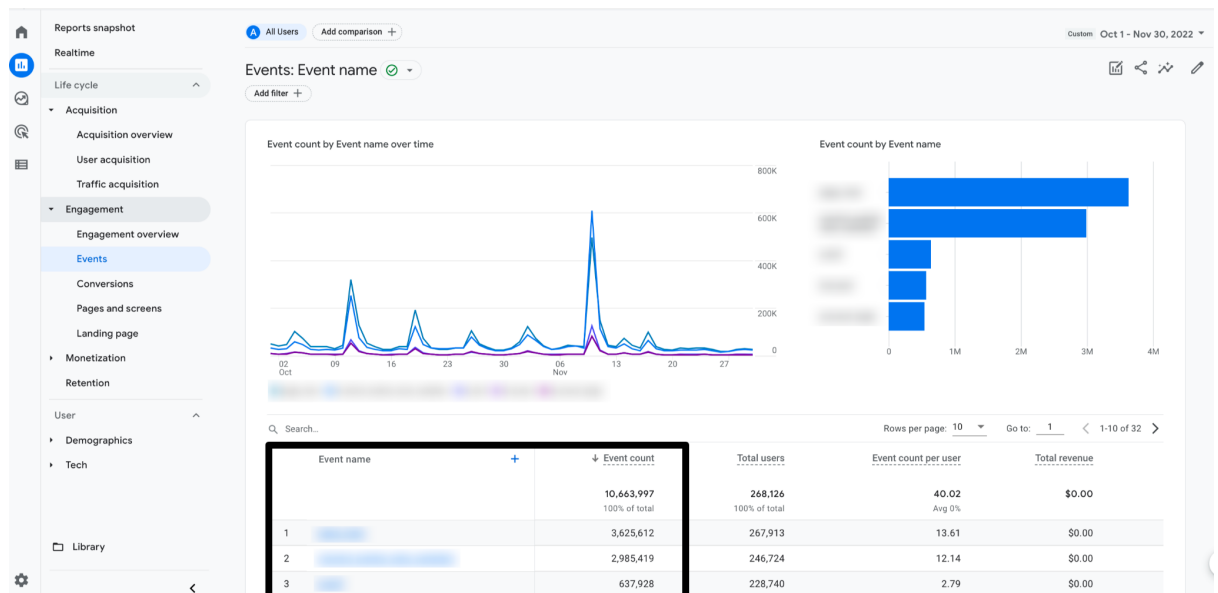 Reports snapshot
Realtime
Life cycle
Acquisition
Acquisition overview
User acquisition
Traffic acquisition
Engagement
Engagement overview
Events
Conversions
Pages and screens
Landing page
Monetization
Retention
User
Demographics
Tech
Library
A All Users Add comparison +
Custom Oct 1 - Nov 30, 2022
Events: Event name
Add filter +
Event count by Event name over time
800K
600K
400K
200K
0
02 09 16 23 30 06 13 20 27
Oct Nov
Event count by Event name
0 1M 2M 3M 4M
Search...
Rows per page: 10 Go to: 1 1-10 of 32
Event name + Event count Total users Event count per user Total revenue
10,663,997 268,126 40.02 $0.00
100% of total 100% of total Avg 0%
1 3,625,612 267,913 13.61 $0.00
2 2,985,419 246,724 12.14 $0.00
3 637,928 228,740 2.79 $0.00